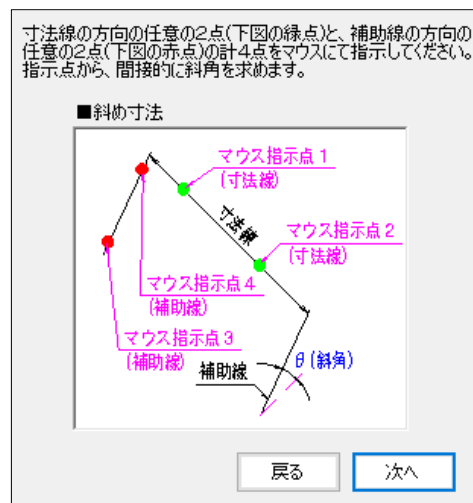 寸法線の方向の任意の2点(下図の緑点)と、補助線の方向の
任意の2点(下図の赤点)の計4点をマウスにて指示してください。
指示点から、間接的に斜角を求めます。
■斜め寸法
マウス指示点1
(寸法線)
寸法線
マウス指示点2
(寸法線)
マウス指示点4
(補助線)
マウス指示点3
(補助線)
補助線
θ(斜角)
戻る
次へ